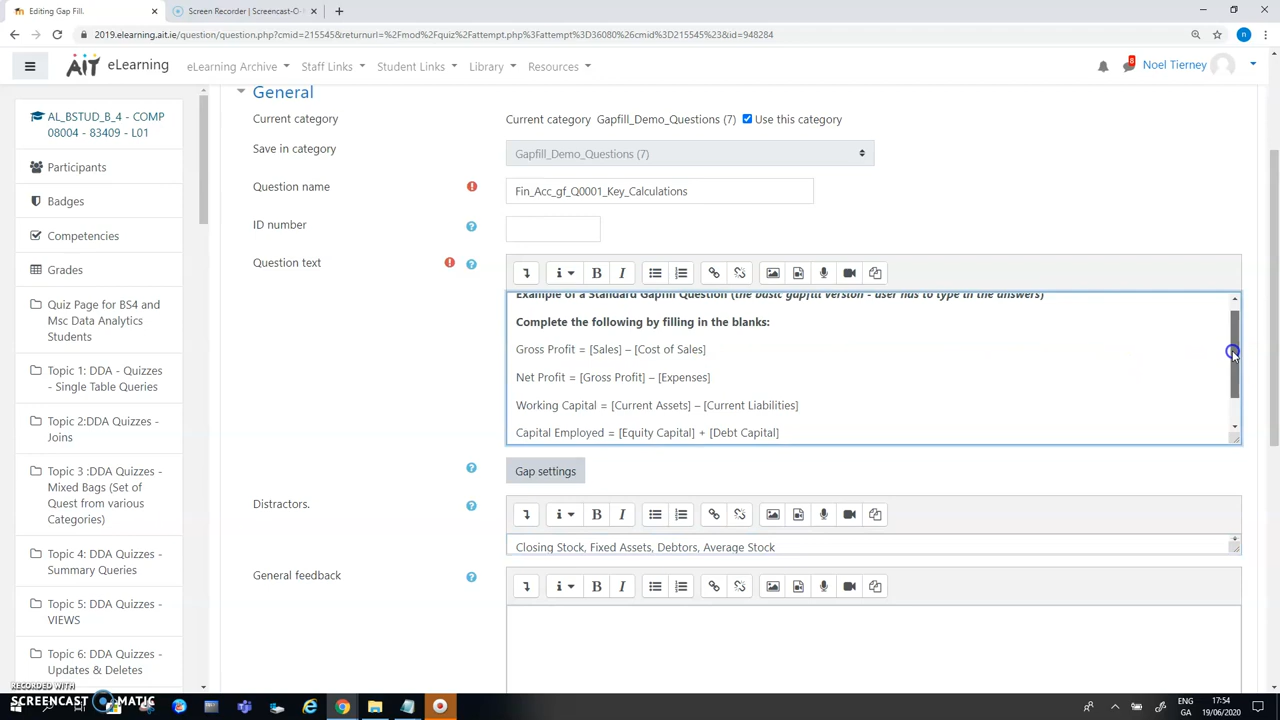 Editing Gap Fill.
Screen Recorder | Screencast-O-
2019.elearning.ait.ie/question/question.php?cmid=215545&returnurl=%2Fmod%2Fquiz%2Fattempt.php%3Fattempt%3D36080%26cmid%3D215545%23&id=948284
AIT eLearning
eLearning Archive
Staff Links
Student Links
Library
Resources
8
Noel Tierney
AL_BSTUD_B_4 - COMP
08004 - 83409 - L01
Participants
Badges
Competencies
Grades
Quiz Page for BS4 and
Msc Data Analytics
Students
Topic 1: DDA - Quizzes
- Single Table Queries
Topic 2:DDA Quizzes -
Joins
Topic 3 :DDA Quizzes -
Mixed Bags (Set of
Quest from various
Categories)
Topic 4: DDA Quizzes -
Summary Queries
Topic 5: DDA Quizzes -
VIEWS
Topic 6: DDA Quizzes -
Updates & Deletes
General
Current category
Current category Gapfill_Demo_Questions (7) Use this category
Save in category
Gapfill_Demo_Questions (7)
Question name
Fin_Acc_gf_Q0001_Key_Calculations
ID number
Question text
Example of a Standard Gapfill Question (the basic gapfill version - user has to type in the answers)
Complete the following by filling in the blanks:
Gross Profit = [Sales] – [Cost of Sales]
Net Profit = [Gross Profit] – [Expenses]
Working Capital = [Current Assets] – [Current Liabilities]
Capital Employed = [Equity Capital] + [Debt Capital]
Gap settings
Distractors.
Closing Stock, Fixed Assets, Debtors, Average Stock
General feedback
RECORDED WITH
SCREENCAST MATIC
ENG
GA
17:54
19/06/2020